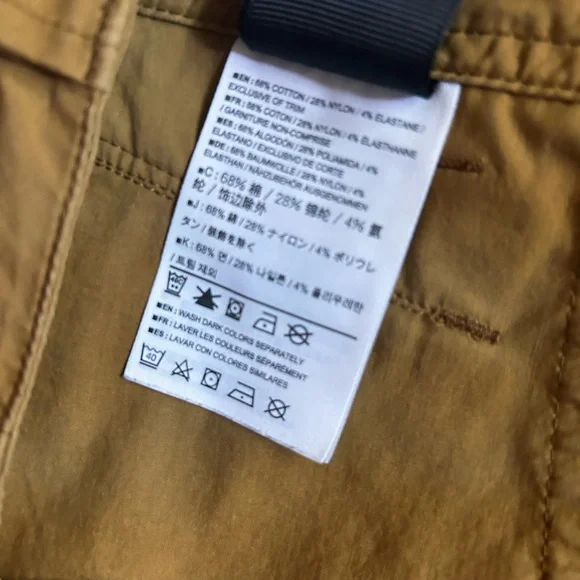 ■EN: 68% COTTON / 28% NYLON / 4% ELASTANE /
EXCLUSIVE OF TRIM
■FR: 68% COTON / 28% NYLON / 4% ELASTHANNE
/ GARNITURE NON-COMPRISE
■ES: 68% ALGODÓN / 28% POLIAMIDA / 4%
ELASTANO / EXCLUSIVO DE CORTE
■DE: 68% BAUMWOLLE / 28% NYLON / 4%
ELASTHAN / NÄHZUBEHÖR AUSGENOMMEN
■C: 68% 棉 / 28% 锦纶 / 4% 氨
纶 / 饰边除外
■J: 68% 綿 / 28% ナイロン / 4% ポリウレ
タン / 装飾を除く
■K: 68% 면 / 28% 나일론 / 4% 폴리우레탄
/ 트림 제외
■EN: WASH DARK COLORS SEPARATELY
■FR: LAVER LES COULEURS SÉPARÉMENT
■ES: LAVAR CON COLORES SIMILARES
40